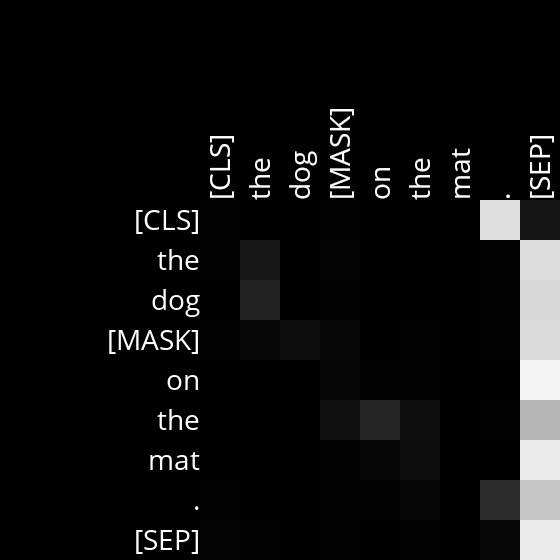 [CLS] the dog [MASK] on the mat . [SEP]
[CLS]
the
dog
[MASK]
on
the
mat
.
[SEP]